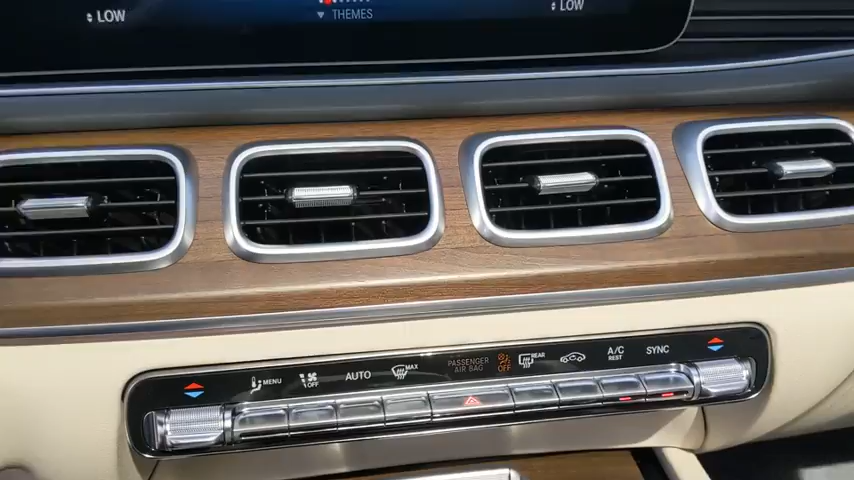 LOW
THEMES
LOW
MENU
OFF
AUTO
MAX
PASSENGER
AIR BAG
OFF
REAR
A/C
REST
SYNC